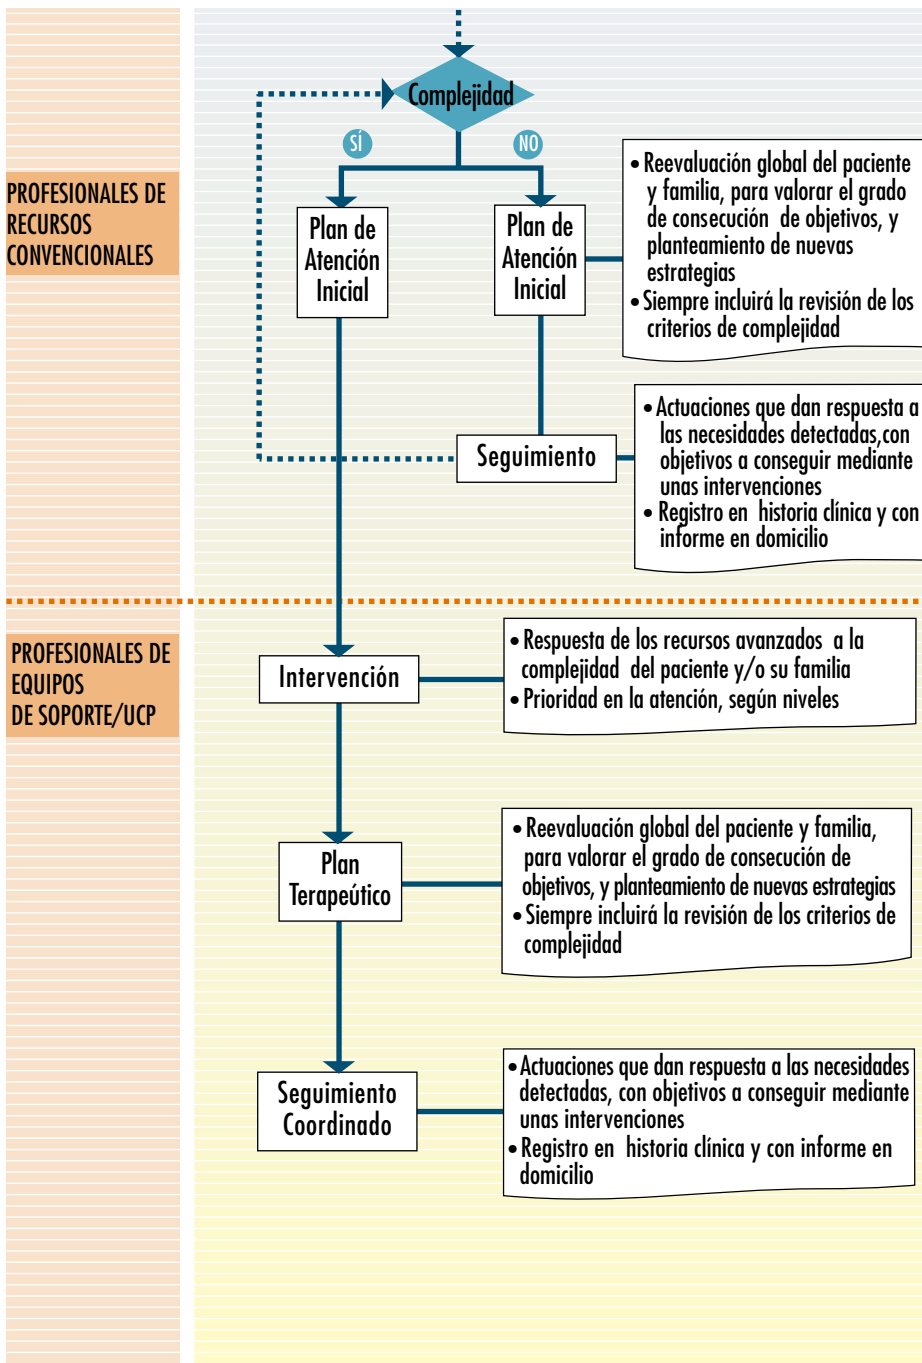 Complejidad
SÍ
NO
PROFESIONALES DE
RECURSOS
CONVENCIONALES
Plan de
Atención
Inicial
Plan de
Atención
Inicial
• Reevaluación global del paciente
y familia, para valorar el grado
de consecución de objetivos, y
planteamiento de nuevas
estrategias
• Siempre incluirá la revisión de los
criterios de complejidad
Seguimiento
• Actuaciones que dan respuesta a
las necesidades detectadas,con
objetivos a conseguir mediante
unas intervenciones
• Registro en historia clínica y con
informe en domicilio
PROFESIONALES DE
EQUIPOS
DE SOPORTE/UCP
Intervención
• Respuesta de los recursos avanzados a la
complejidad del paciente y/o su familia
• Prioridad en la atención, según niveles
Plan
Terapeútico
• Reevaluación global del paciente y familia,
para valorar el grado de consecución de
objetivos, y planteamiento de nuevas estrategias
• Siempre incluirá la revisión de los criterios de
complejidad
Seguimiento
Coordinado
• Actuaciones que dan respuesta a las necesidades
detectadas, con objetivos a conseguir mediante
unas intervenciones
• Registro en historia clínica y con informe en
domicilio